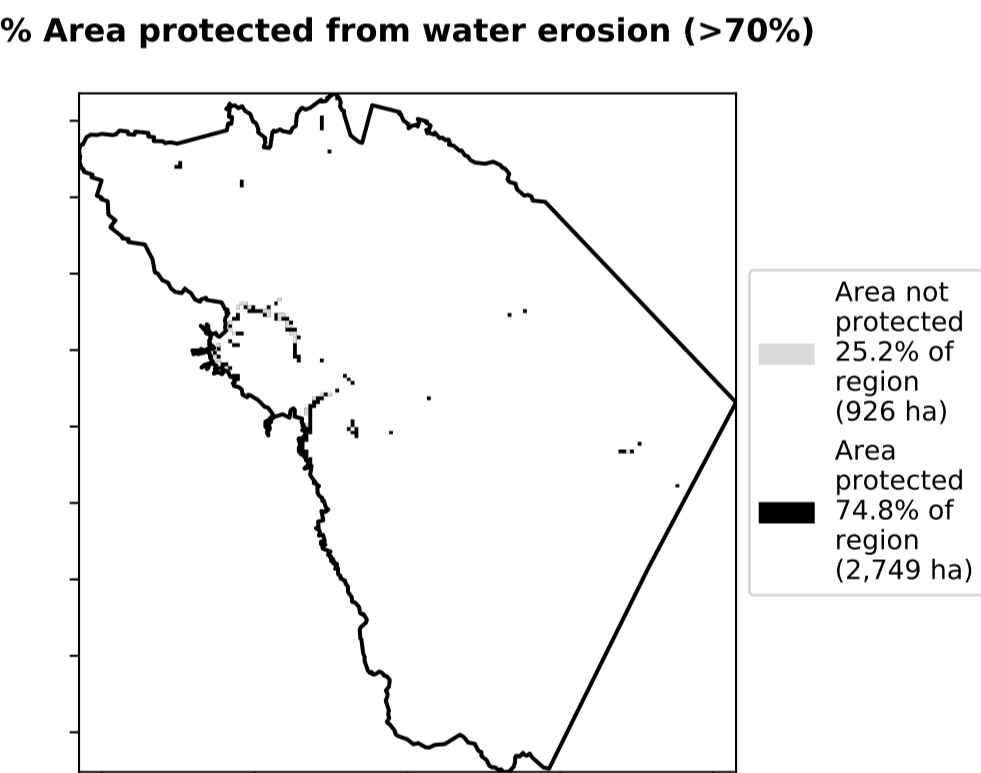 % Area protected from water erosion (>70%)
Area not
protected
25.2% of
region
(926 ha)
Area
protected
74.8% of
region
(2,749 ha)